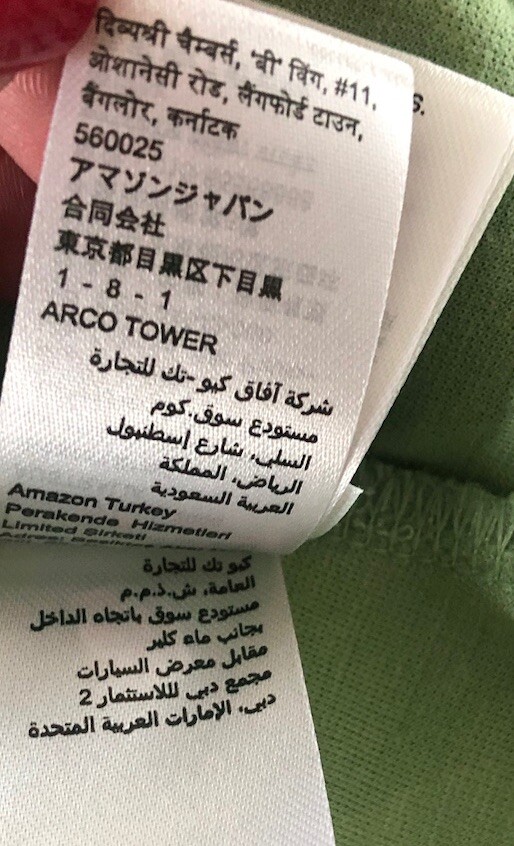 दिव्यश्री चैम्बर्स, 'बी' विंग, #11,
ओशानेसी रोड, लैंगफोर्ड टाउन,
बैंगलोर, कर्नाटक
560025
アマゾンジャパン
合同会社
東京都目黒区下目黒
1 - 8 - 1
ARCO TOWER
شركة آفاق كيو-تك للتجارة
مستودع سوق.كوم
السلي، شارع إسطنبول
الرياض، المملكة
العربية السعودية
Amazon Turkey
Perakende Hizmetleri
Limited Şirketi
s.
كيو تك للتجارة
العامة، ش.ذ.م.م
مستودع سوق باتجاه الداخل
بجانب ماء كلير
مقابل معرض السيارات
مجمع دبي لللاستثمار 2
دبي، الإمارات العربية المتحدة